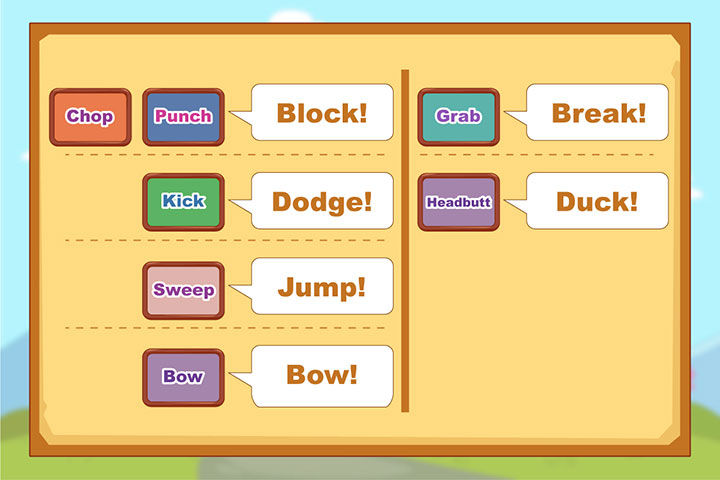 Chop Punch Block!
Kick Dodge!
Sweep Jump!
Bow Bow!
Grab Break!
Headbutt Duck!